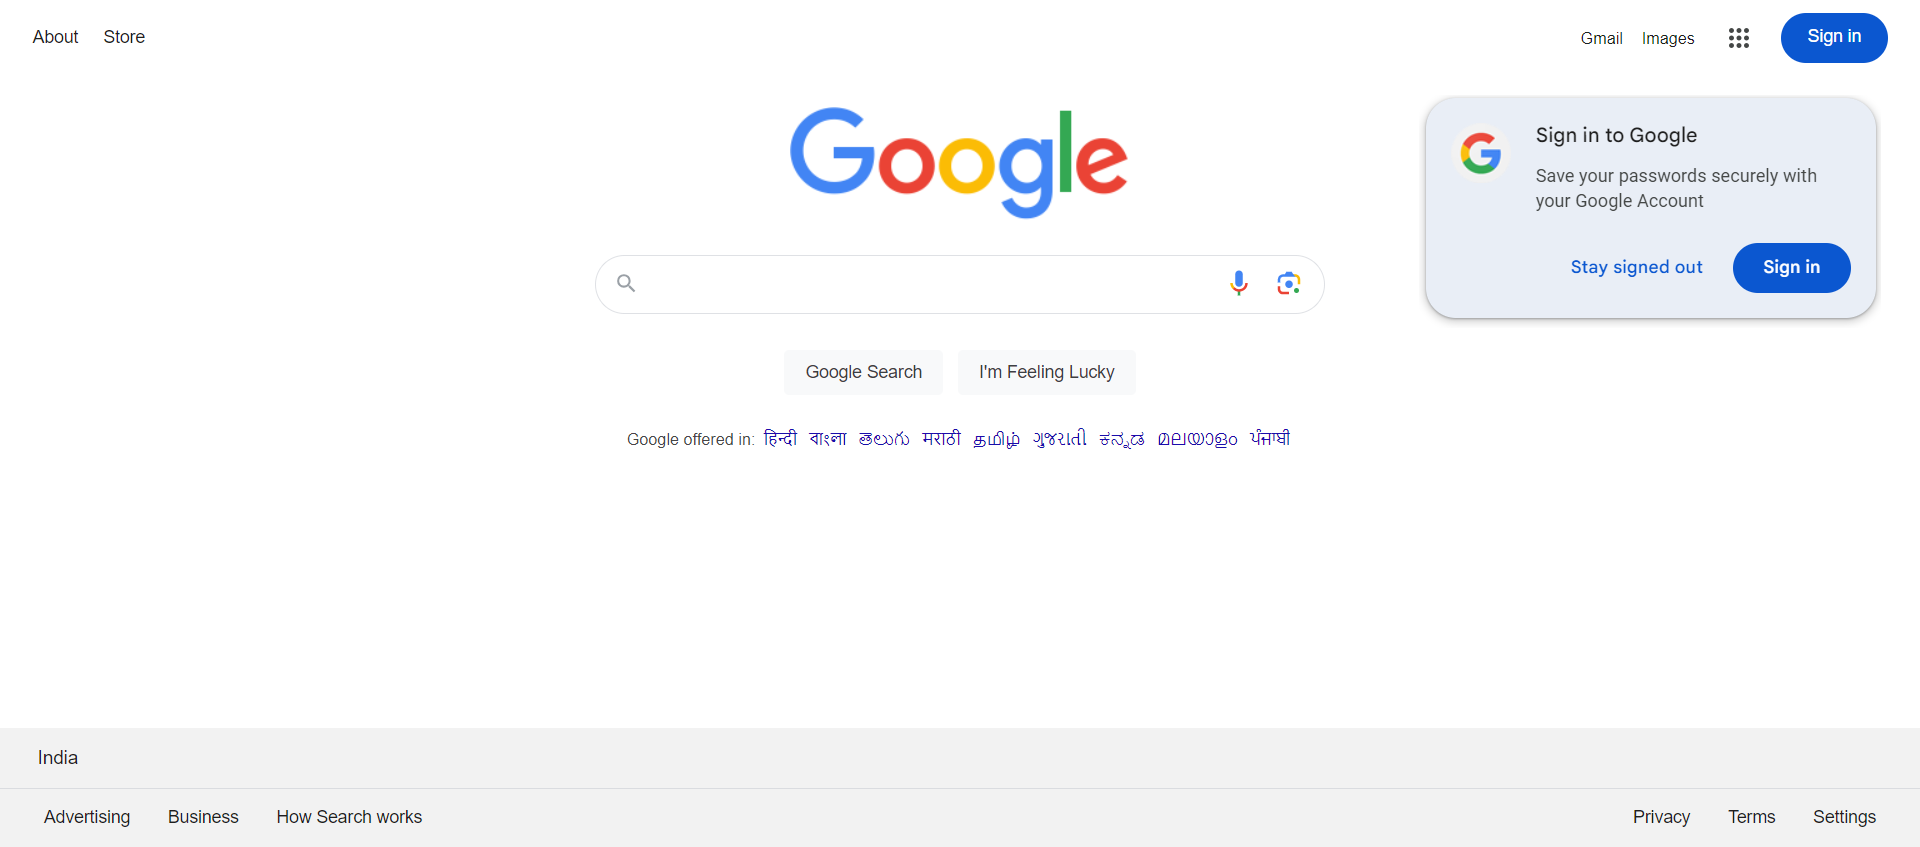 About Store
Gmail Images
Sign in
Google
Sign in to Google
Save your passwords securely with
your Google Account
Stay signed out
Sign in
Google Search
I'm Feeling Lucky
Google offered in: हिन्दी বাংলা తెలుగు मराठी தமிழ் ગુજરાતી ಕನ್ನಡ മലയാളം ਪੰਜਾਬੀ
India
Advertising Business How Search works
Privacy Terms Settings